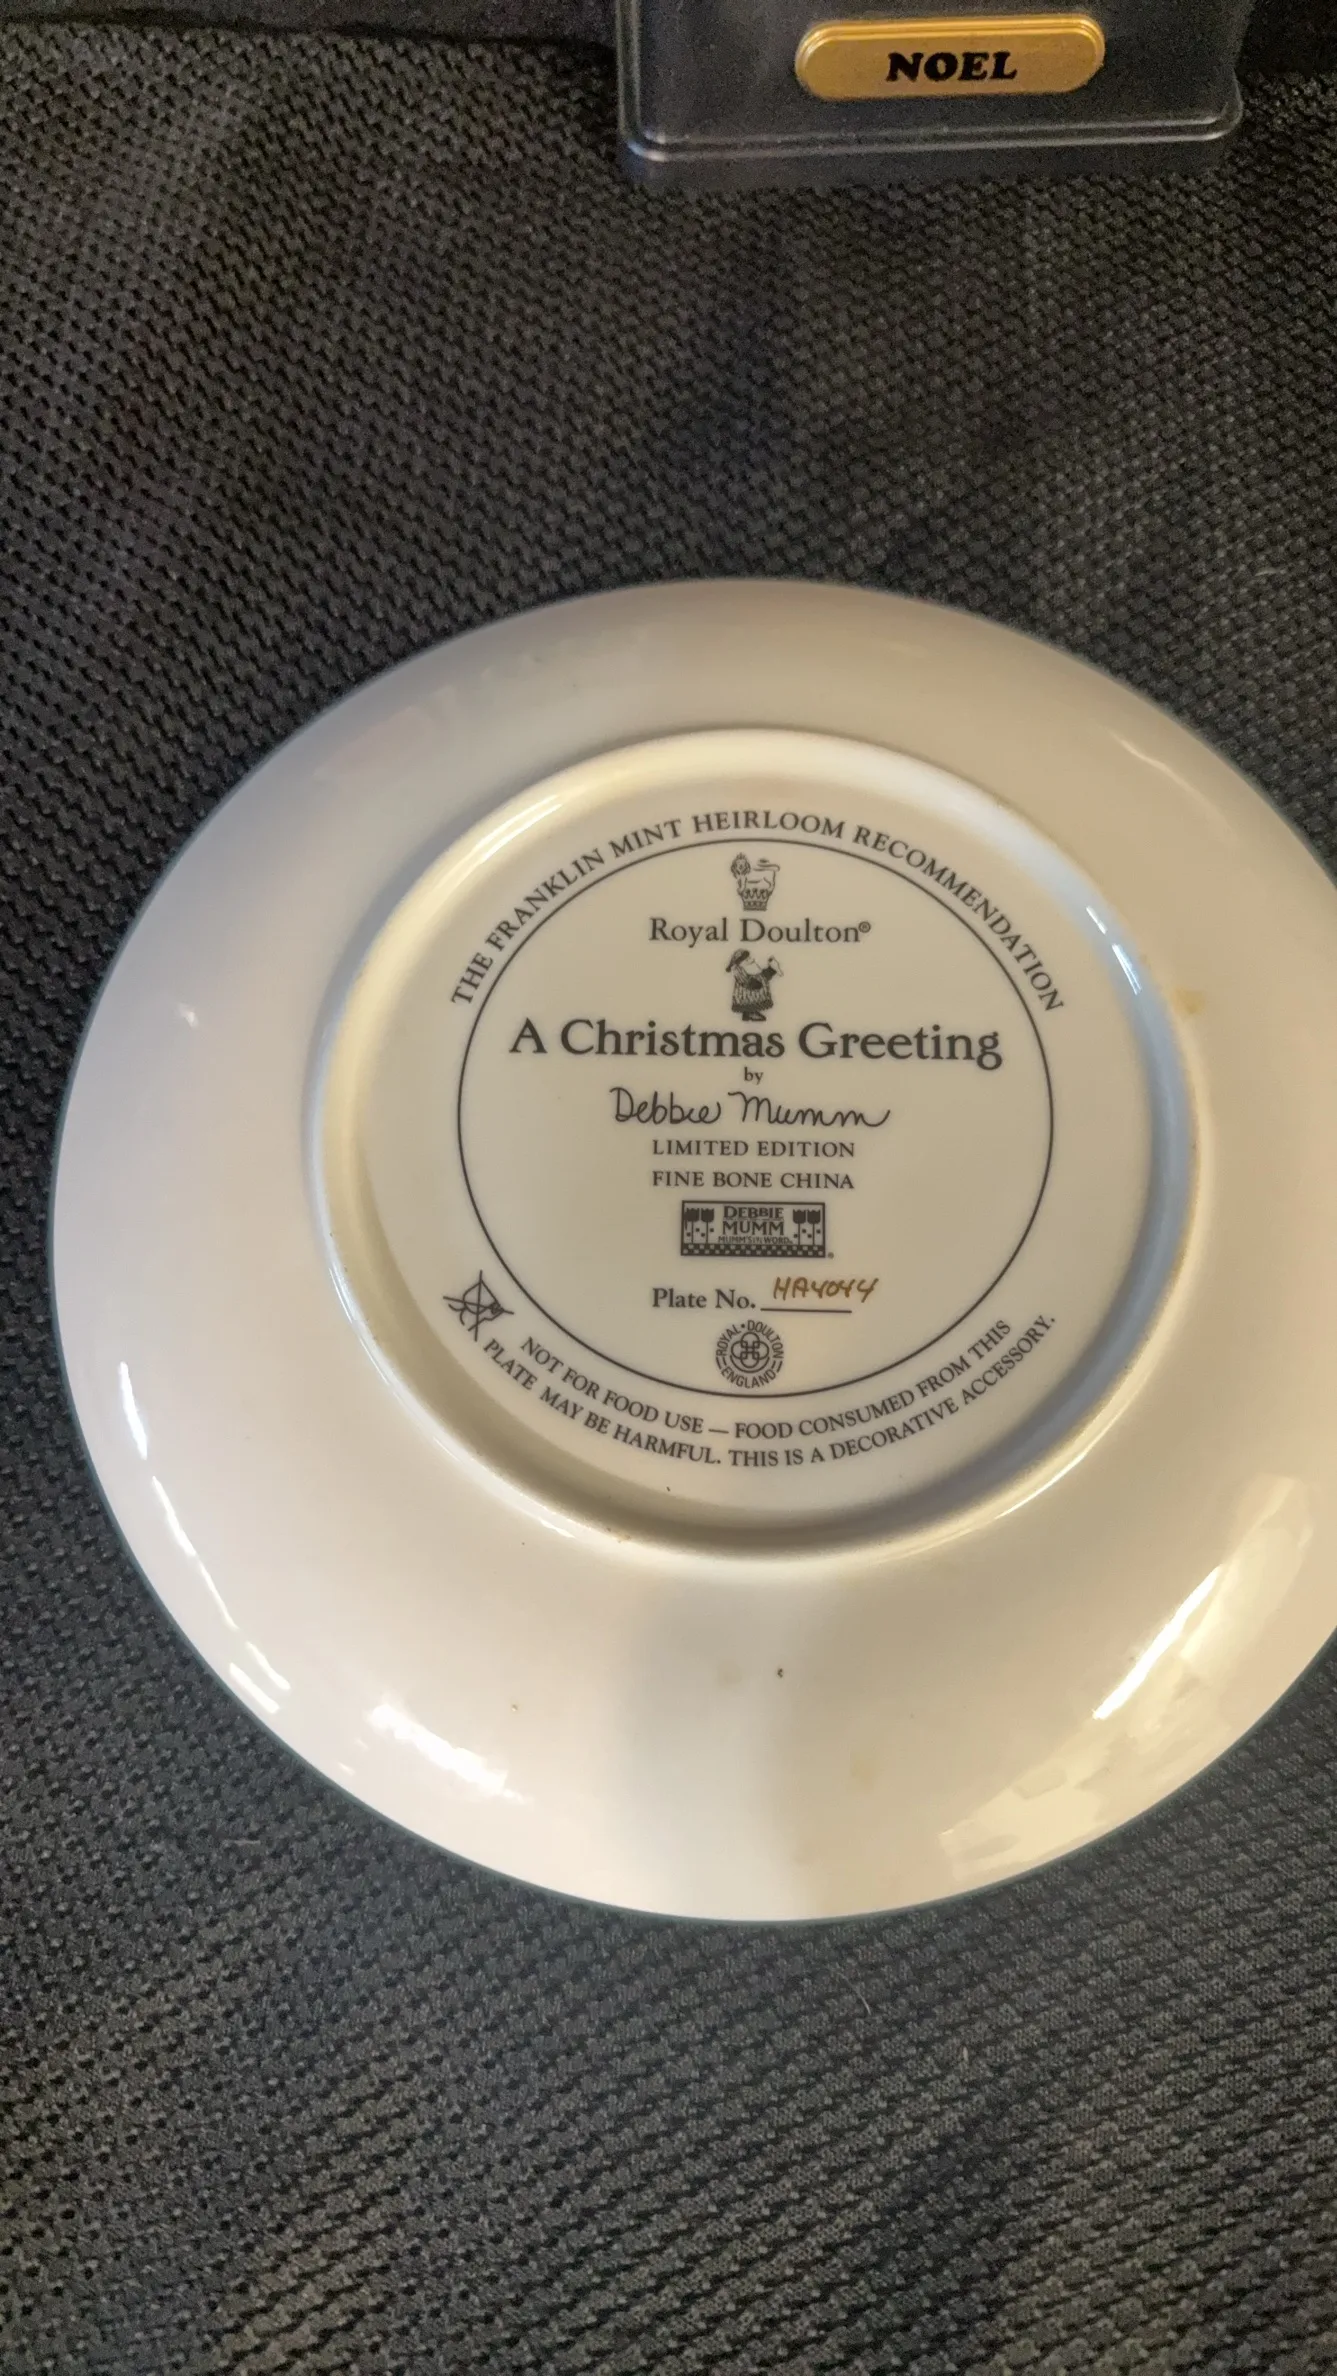 NOEL
THE FRANKLIN MINT HEIRLOOM RECOMMENDATION
Royal Doulton®
A Christmas Greeting
by
Debbie Mumm
LIMITED EDITION
FINE BONE CHINA
DEBBIE
MUMM
®
Plate No. HA4044
ROYAL • DOULTON
ENGLAND
NOT FOR FOOD USE — FOOD CONSUMED FROM THIS
PLATE MAY BE HARMFUL. THIS IS A DECORATIVE ACCESSORY.